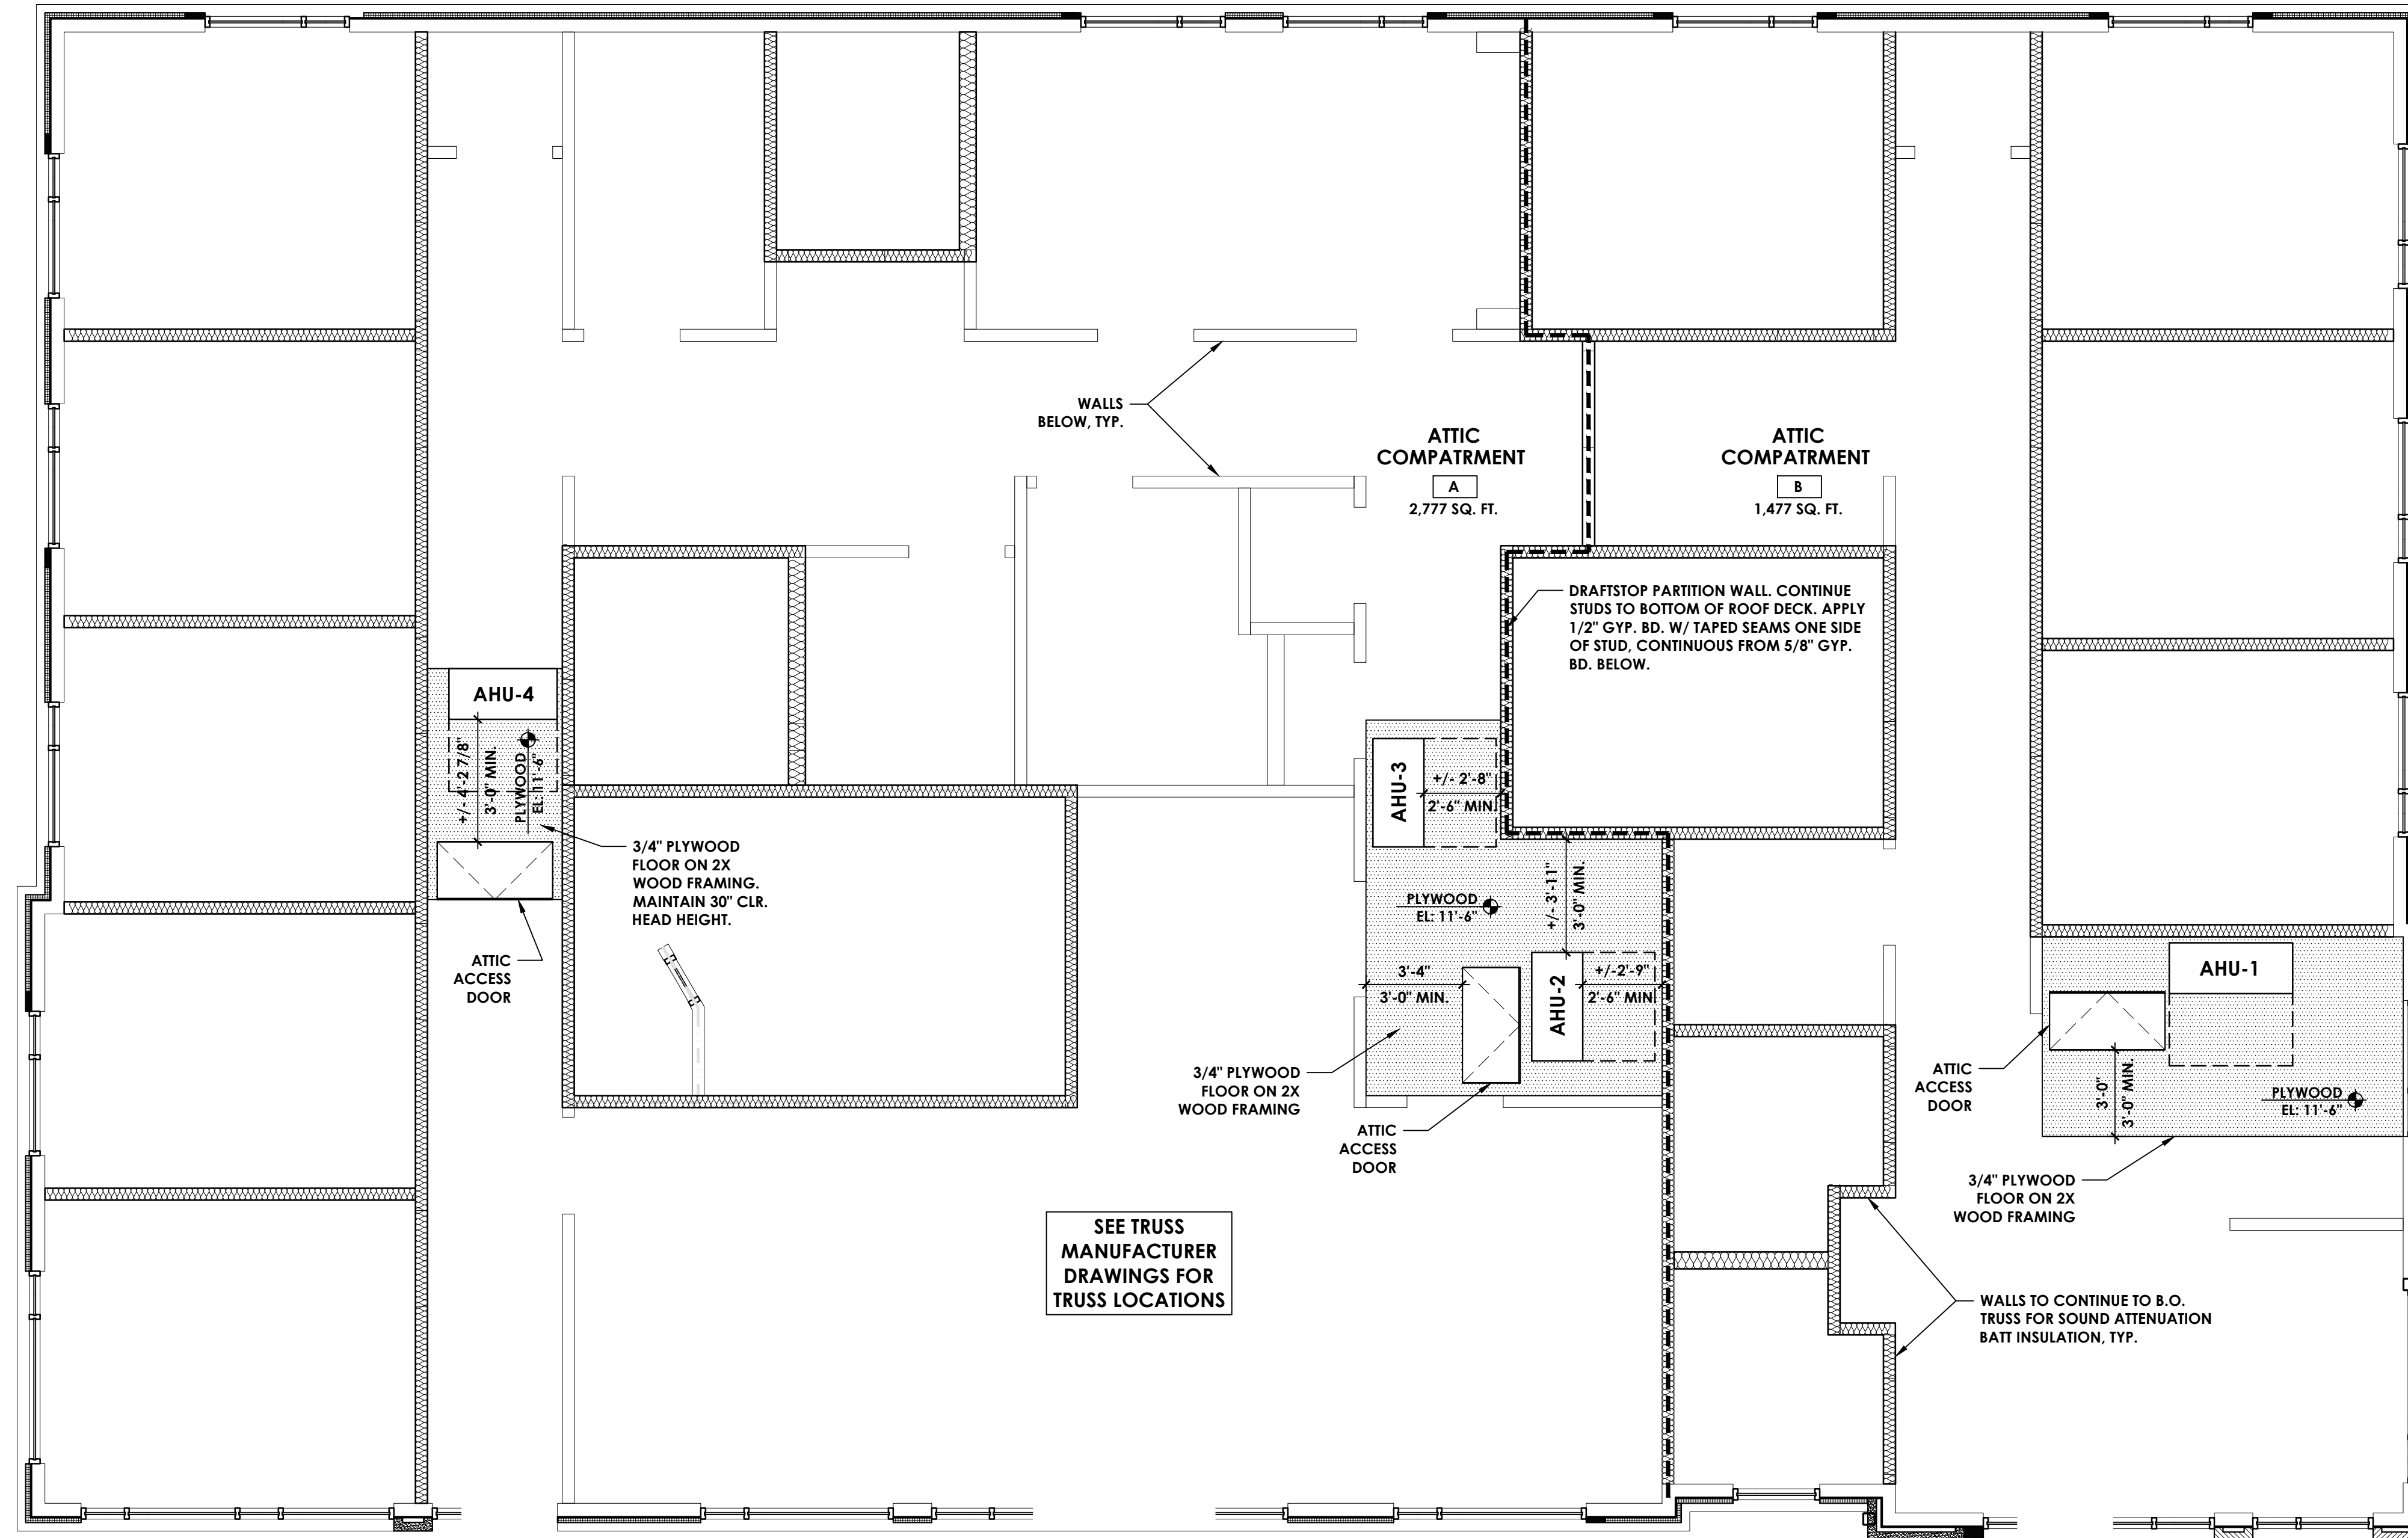 WALLS
BELOW, TYP.
ATTIC
COMPATRMENT
A
2,777 SQ. FT.
ATTIC
COMPATRMENT
B
1,477 SQ. FT.
DRAFTSTOP PARTITION WALL. CONTINUE
STUDS TO BOTTOM OF ROOF DECK. APPLY
1/2" GYP. BD. W/ TAPED SEAMS ONE SIDE
OF STUD, CONTINUOUS FROM 5/8" GYP.
BD. BELOW.
AHU-4
+/- 4'-2 7/8"
3'-0" MIN.
PLYWOOD
EL: 11'-6"
3/4" PLYWOOD
FLOOR ON 2X
WOOD FRAMING.
MAINTAIN 30" CLR.
HEAD HEIGHT.
ATTIC
ACCESS
DOOR
AHU-3
+/- 2'-8"
2'-6" MIN.
PLYWOOD
EL: 11'-6"
+/- 3'-11"
3'-0" MIN.
3'-4"
3'-0" MIN.
AHU-2
+/-2'-9"
2'-6" MIN.
3/4" PLYWOOD
FLOOR ON 2X
WOOD FRAMING
ATTIC
ACCESS
DOOR
AHU-1
ATTIC
ACCESS
DOOR
3'-0"
3'-0" MIN.
PLYWOOD
EL: 11'-6"
3/4" PLYWOOD
FLOOR ON 2X
WOOD FRAMING
SEE TRUSS
MANUFACTURER
DRAWINGS FOR
TRUSS LOCATIONS
WALLS TO CONTINUE TO B.O.
TRUSS FOR SOUND ATTENUATION
BATT INSULATION, TYP.